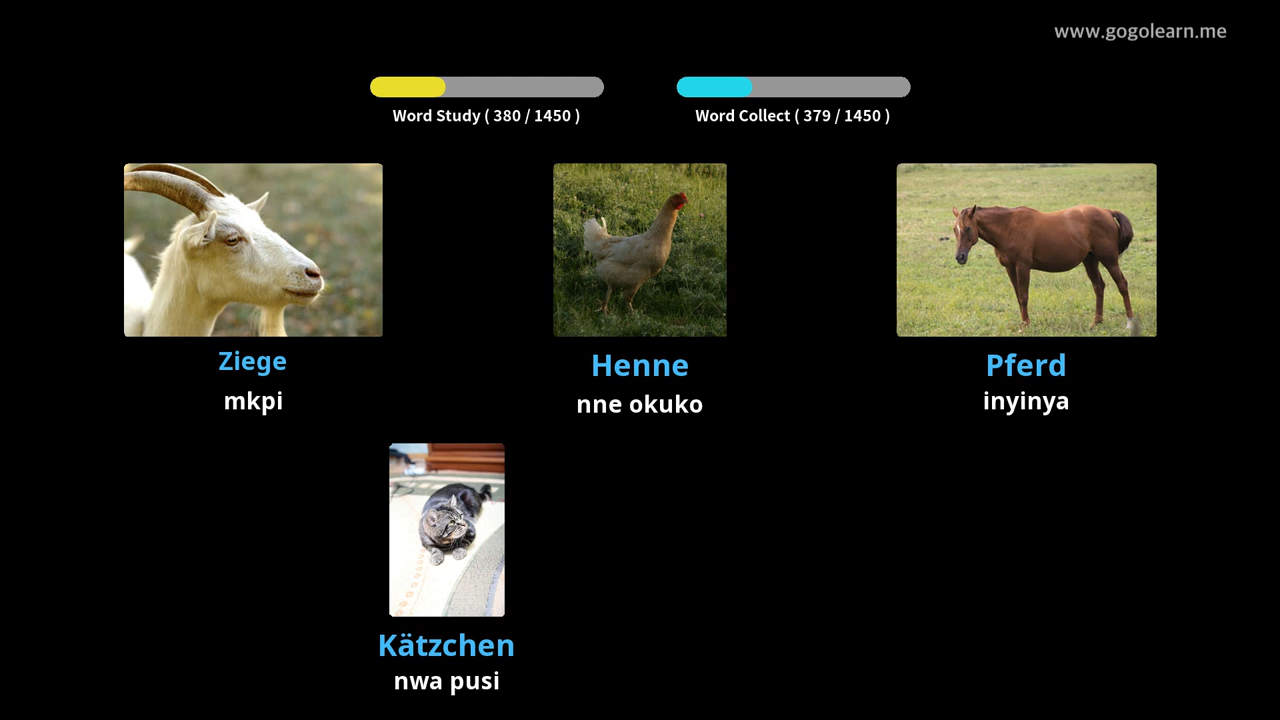 www.gogolearn.me
Word Study ( 380 / 1450 )
Word Collect ( 379 / 1450 )
Ziege
mkpi
Henne
nne okuko
Pferd
inyinya
Kätzchen
nwa pusi